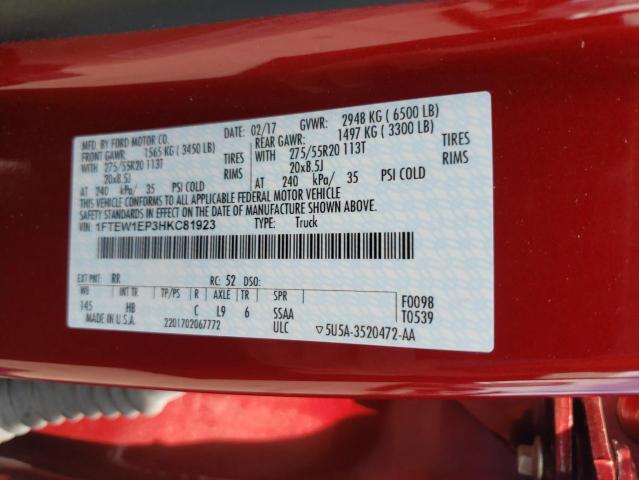 MFD. BY FORD MOTOR CO.
DATE: 02/17 GVWR: 2948 KG ( 6500 LB)
FRONT GAWR: 1565 KG ( 3450 LB) REAR GAWR: 1497 KG ( 3300 LB)
WITH 275/55R20 113T TIRES WITH 275/55R20 113T TIRES
20x8.5J RIMS 20x8.5J RIMS
AT 240 kPa/ 35 PSI COLD AT 240 kPa/ 35 PSI COLD
THIS VEHICLE CONFORMS TO ALL APPLICABLE FEDERAL MOTOR VEHICLE
SAFETY STANDARDS IN EFFECT ON THE DATE OF MANUFACTURE SHOWN ABOVE
VIN: 1FTEW1EP3HKC81923 TYPE: Truck
EXT PNT: RR RC: 52 DSO:
WB INT TR TP/PS R AXLE TR SPR
145 HB C L9 6 SSAA F0098
MADE IN U.S.A. 2201702067772 ULC T0539
▽5U5A-3520472-AA